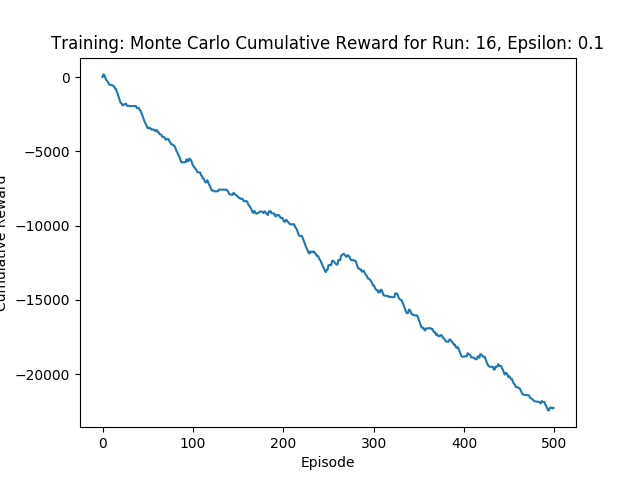 Training: Monte Carlo Cumulative Reward for Run: 16, Epsilon: 0.1
0
−5000
−10000
−15000
−20000
Cumulative Reward
0 100 200 300 400 500
Episode